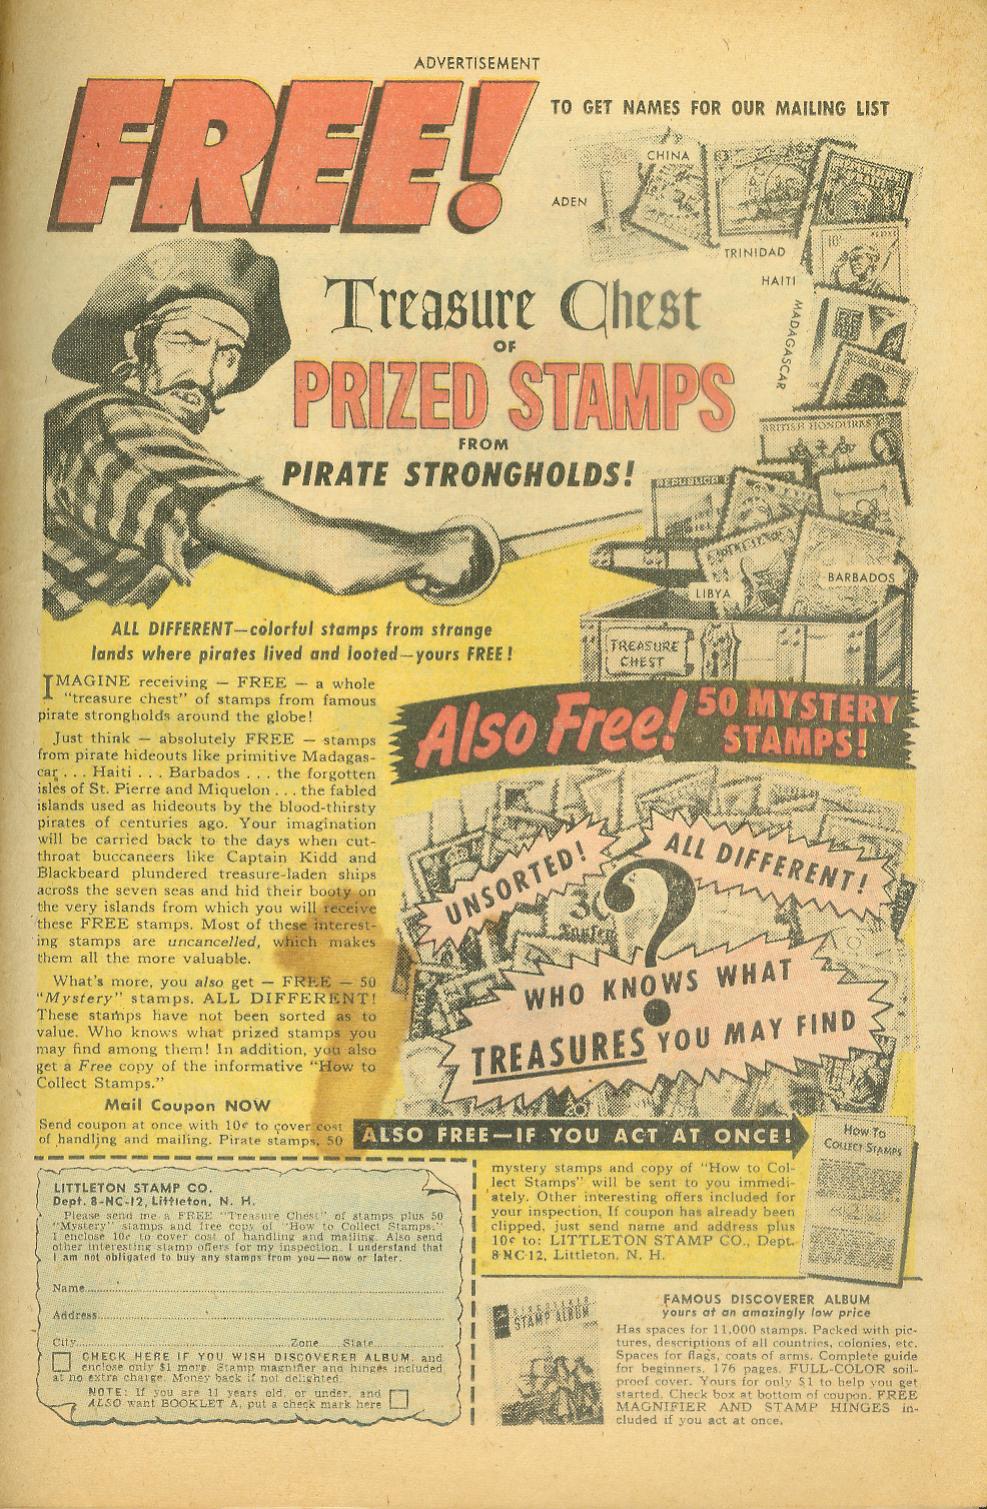 ADVERTISEMENT
FREE!
TO GET NAMES FOR OUR MAILING LIST
CHINA
ADEN
TRINIDAD
HAITI
MADAGASCAR
Treasure Chest
OF
PRIZED STAMPS
FROM
PIRATE STRONGHOLDS!
BRITISH HONDURAS
LIBYA
BARBADOS
TREASURE
CHEST
ALL DIFFERENT—colorful stamps from strange
lands where pirates lived and looted—yours FREE!
IMAGINE receiving — FREE — a whole
"treasure chest" of stamps from famous
pirate strongholds around the globe!
Just think — absolutely FREE — stamps
from pirate hideouts like primitive Madagas-
car . . . Haiti . . . Barbados . . . the forgotten
isles of St. Pierre and Miquelon . . . the fabled
islands used as hideouts by the blood-thirsty
pirates of centuries ago. Your imagination
will be carried back to the days when cut-
throat buccaneers like Captain Kidd and
Blackbeard plundered treasure-laden ships
across the seven seas and hid their booty on
the very islands from which you will receive
these FREE stamps. Most of these interest-
ing stamps are uncancelled, which makes
them all the more valuable.
What's more, you also get — FREE — 50
"Mystery" stamps. ALL DIFFERENT!
These stamps have not been sorted as to
value. Who knows what prized stamps you
may find among them! In addition, you also
get a Free copy of the informative "How to
Collect Stamps."
Mail Coupon NOW
Send coupon at once with 10¢ to cover cost
of handling and mailing. Pirate stamps, 50
Also Free! 50 MYSTERY
STAMPS!
UNSORTED!
ALL DIFFERENT!
?
WHO KNOWS WHAT
TREASURES YOU MAY FIND
ALSO FREE—IF YOU ACT AT ONCE!
How To
Collect Stamps
mystery stamps and copy of "How to Col-
lect Stamps" will be sent to you immedi-
ately. Other interesting offers included for
your inspection. If coupon has already been
clipped, just send name and address plus
10¢ to: LITTLETON STAMP CO., Dept.
8-NC-12, Littleton, N. H.
LITTLETON STAMP CO.
Dept. 8-NC-12, Littleton, N. H.
Please send me a FREE "Treasure Chest" of stamps plus 50
"Mystery" stamps and free copy of "How to Collect Stamps."
I enclose 10¢ to cover cost of handling and mailing. Also send
other interesting stamp offers for my inspection. I understand that
I am not obligated to buy any stamps from you—now or later.
Name
Address
City Zone State
CHECK HERE IF YOU WISH DISCOVERER ALBUM, and
enclose only $1 more. Stamp magnifier and hinges included
at no extra charge. Money back if not delighted.
NOTE: If you are 11 years old, or under, and
ALSO want BOOKLET A, put a check mark here
DISCOVERER
STAMP ALBUM
FAMOUS DISCOVERER ALBUM
yours at an amazingly low price
Has spaces for 11,000 stamps. Packed with pic-
tures, descriptions of all countries, colonies, etc.
Spaces for flags, coats of arms. Complete guide
for beginners. 176 pages. FULL-COLOR soil-
proof cover. Yours for only $1 to help you get
started. Check box at bottom of coupon. FREE
MAGNIFIER AND STAMP HINGES in-
cluded if you act at once.